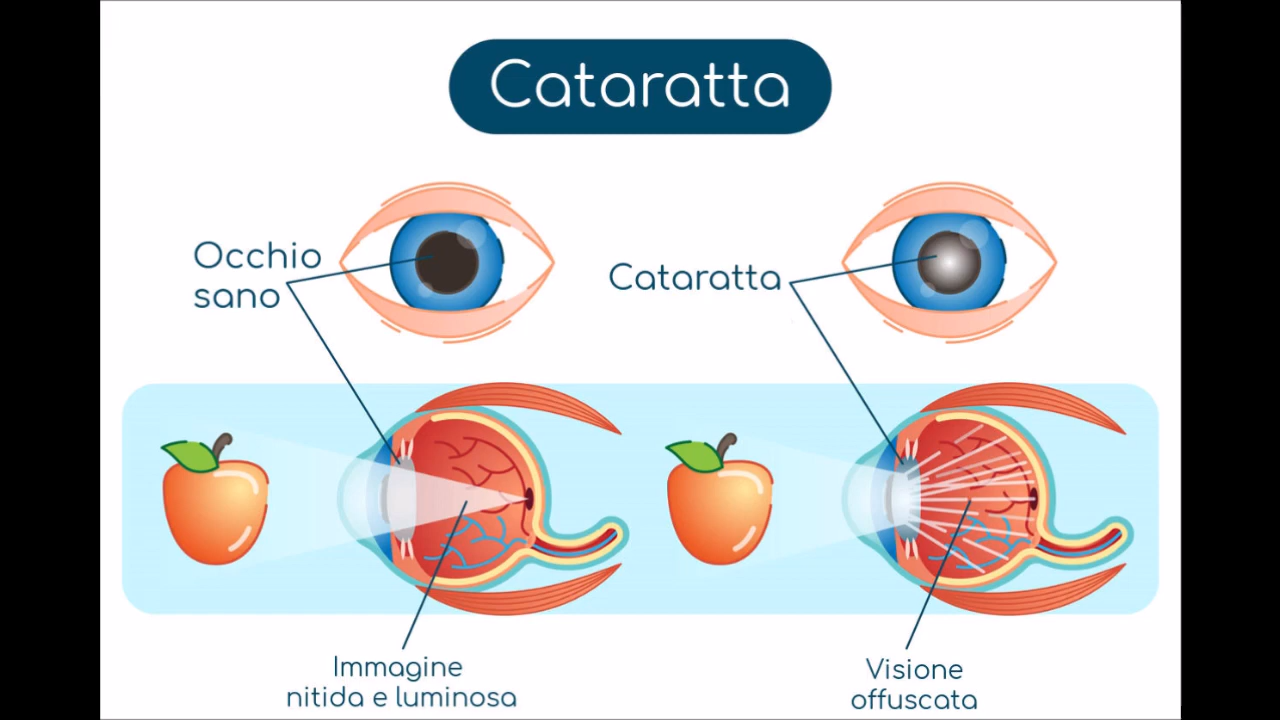 Cataratta
Occhio
sano
Cataratta
Immagine
nitida e luminosa
Visione
offuscata